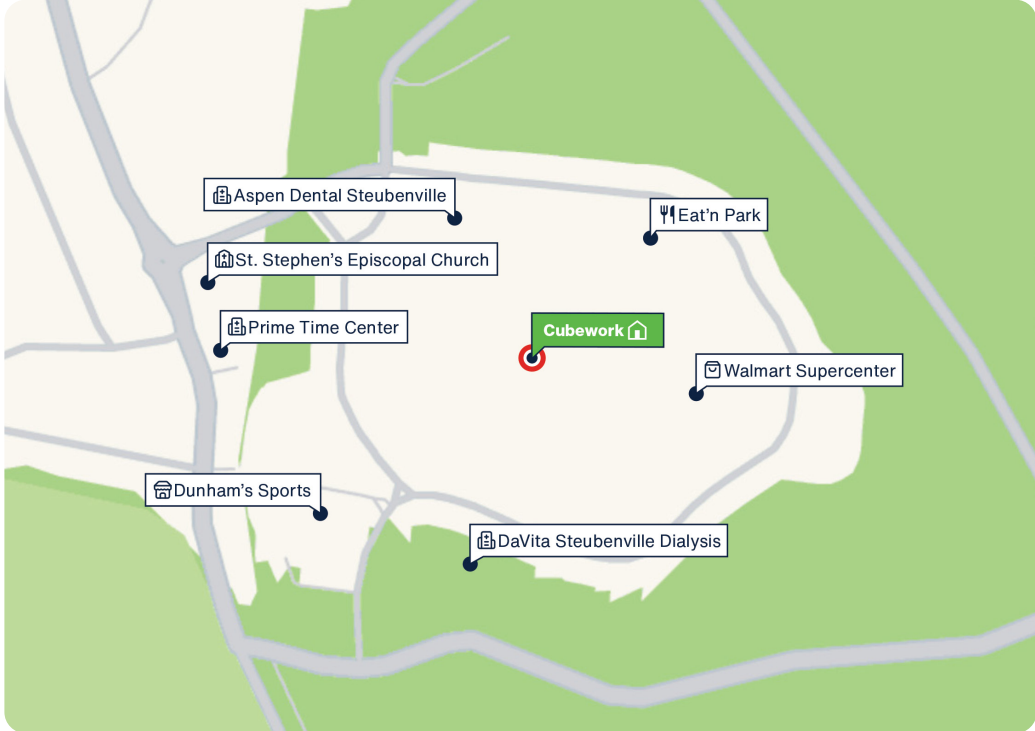 Aspen Dental Steubenville
Eat’n Park
St. Stephen’s Episcopal Church
Prime Time Center
Cubework
Walmart Supercenter
Dunham’s Sports
DaVita Steubenville Dialysis